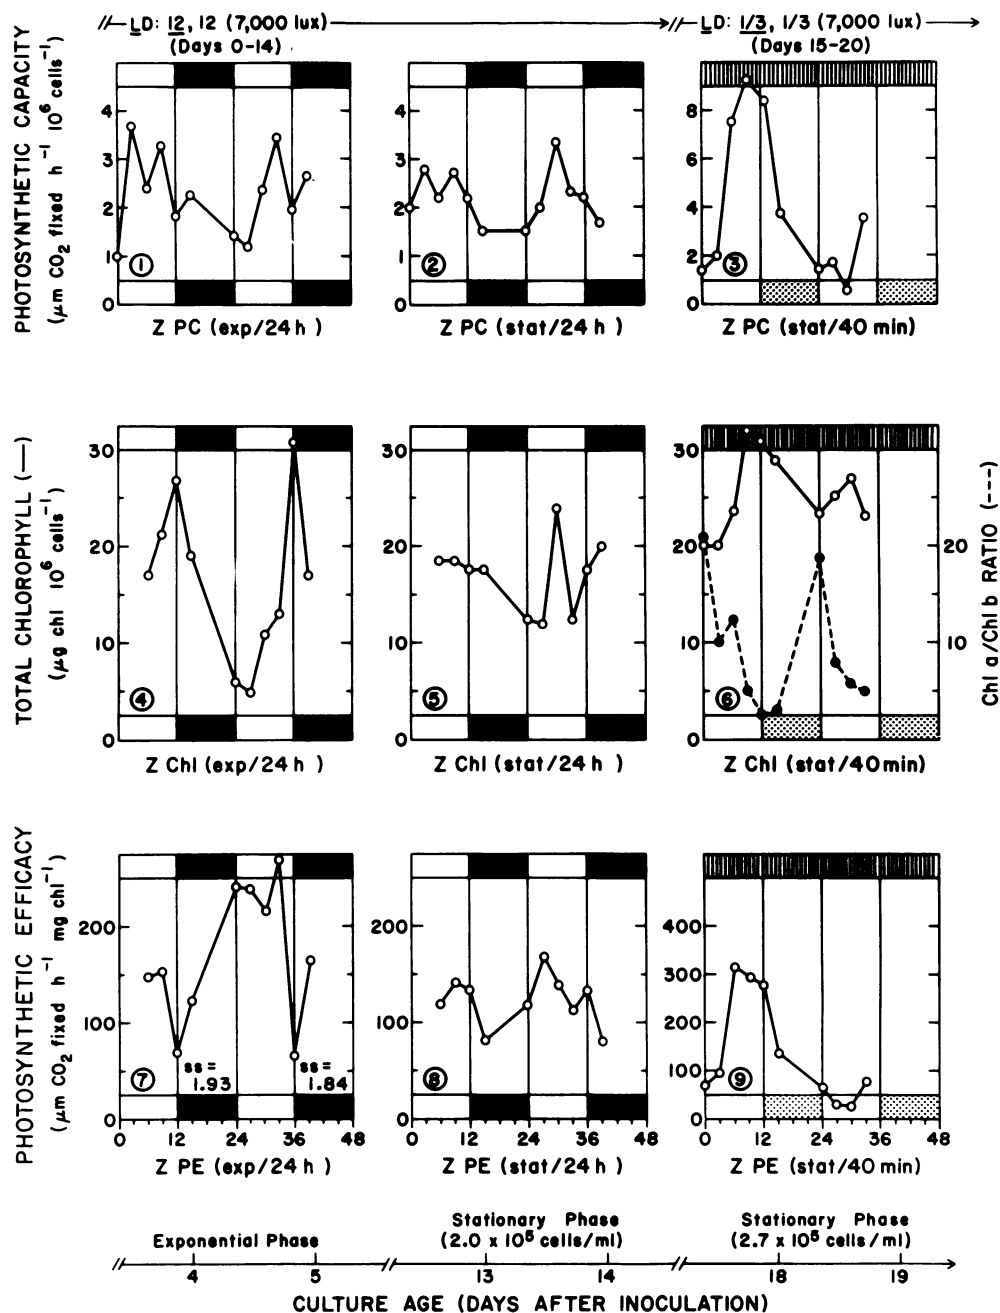 LD: 12, 12 (7,000 lux)
(Days 0-14)
LD: 1/3, 1/3 (7,000 lux)
(Days 15-20)
PHOTOSYNTHETIC CAPACITY
(μm CO2 fixed h⁻¹ 10⁶ cells⁻¹)
4
3
2
1
0
①
Z PC (exp/24 h )
4
3
2
1
0
②
Z PC (stat/24 h )
8
6
4
2
0
③
Z PC (stat/40 min)
TOTAL CHLOROPHYLL (—)
(μg chl 10⁶ cells⁻¹)
30
20
10
0
④
Z Chl (exp/24 h )
30
20
10
0
⑤
Z Chl (stat/24 h )
30
20
10
0
⑥
20
10
Chl a/Chl b RATIO (---)
Z Chl (stat/40min)
PHOTOSYNTHETIC EFFICACY
(μm CO2 fixed h⁻¹ mg chl⁻¹)
200
100
0
⑦
ss =
1.93
ss =
1.84
0 12 24 36 48
Z PE (exp/24 h )
200
100
0
⑧
0 12 24 36 48
Z PE (stat/24 h )
400
300
200
100
0
⑨
0 12 24 36 48
Z PE (stat/40min)
Exponential Phase
Stationary Phase
(2.0 x 10⁵ cells/ml)
Stationary Phase
(2.7 x 10⁵ cells/ml)
4 5 13 14 18 19
CULTURE AGE (DAYS AFTER INOCULATION)